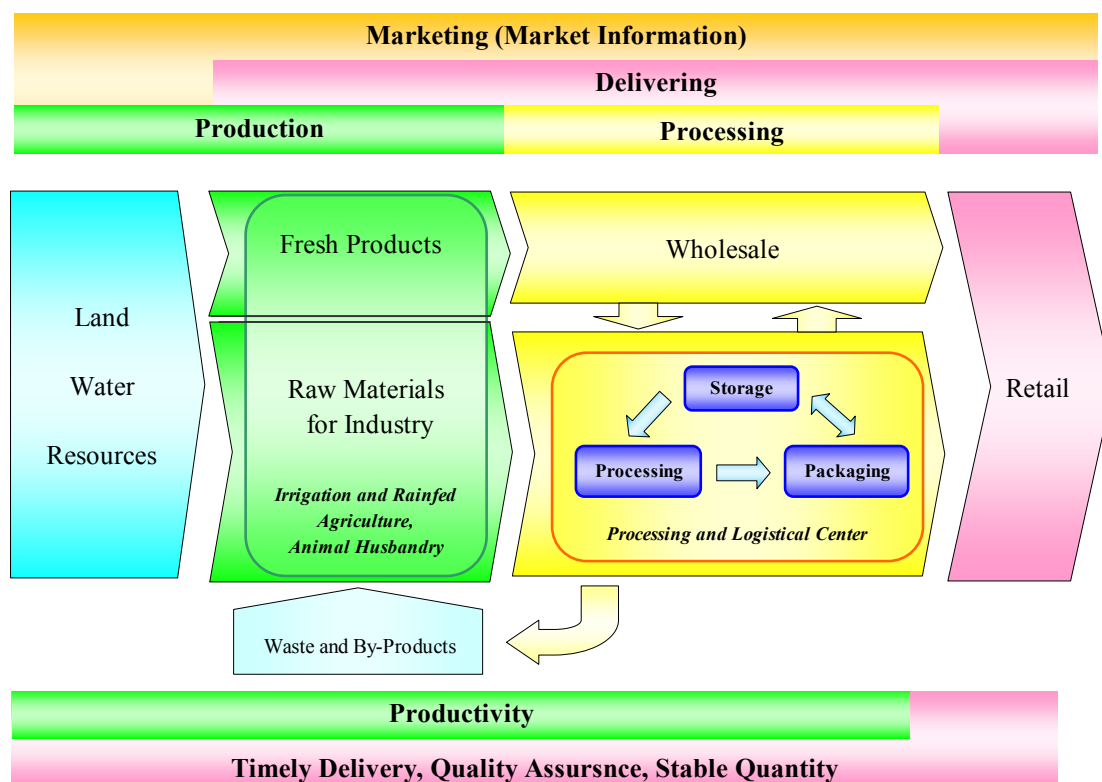 Marketing (Market Information)
Delivering
Production
Processing
Fresh Products
Wholesale
Land
Water
Resources
Raw Materials
for Industry
Irrigation and Rainfed
Agriculture,
Animal Husbandry
Storage
Processing
Packaging
Processing and Logistical Center
Retail
Waste and By-Products
Productivity
Timely Delivery, Quality Assursnce, Stable Quantity